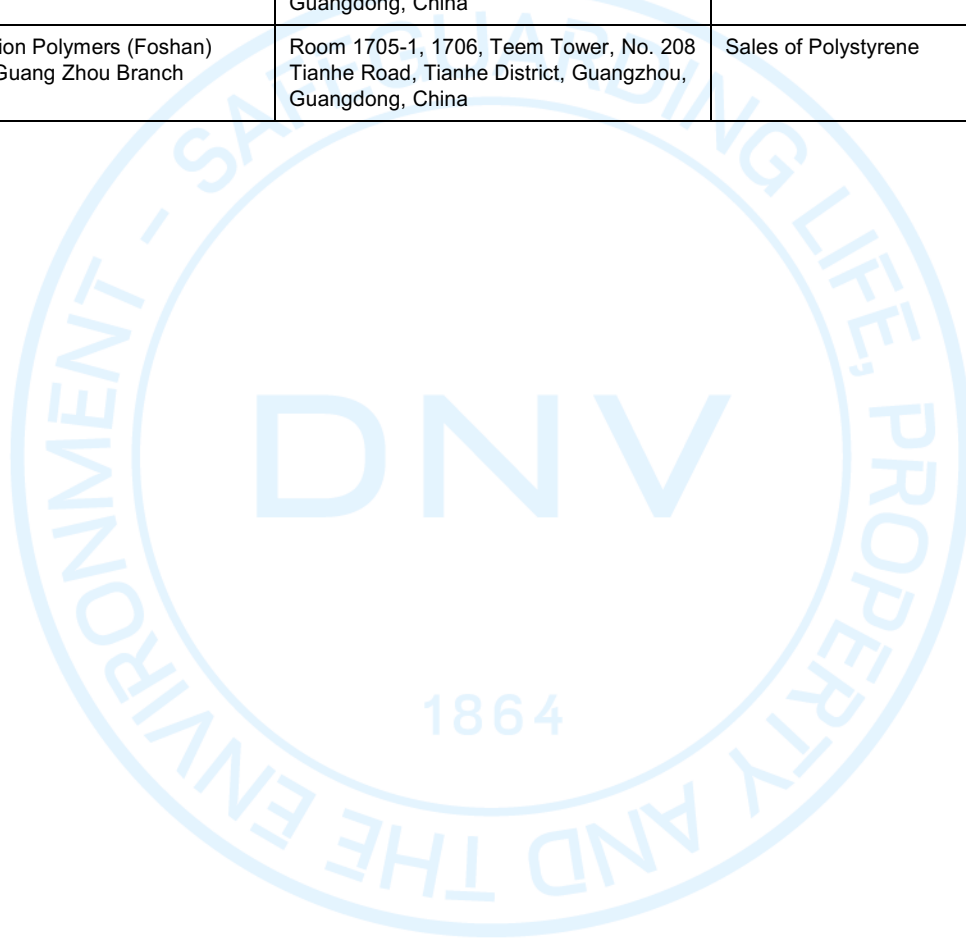 Guangdong, China
ion Polymers (Foshan)
Guang Zhou Branch
Room 1705-1, 1706, Teem Tower, No. 208
Tianhe Road, Tianhe District, Guangzhou,
Guangdong, China
Sales of Polystyrene
SAFEGUARDING LIFE, PROPERTY AND THE ENVIRONMENT -
DNV
1864